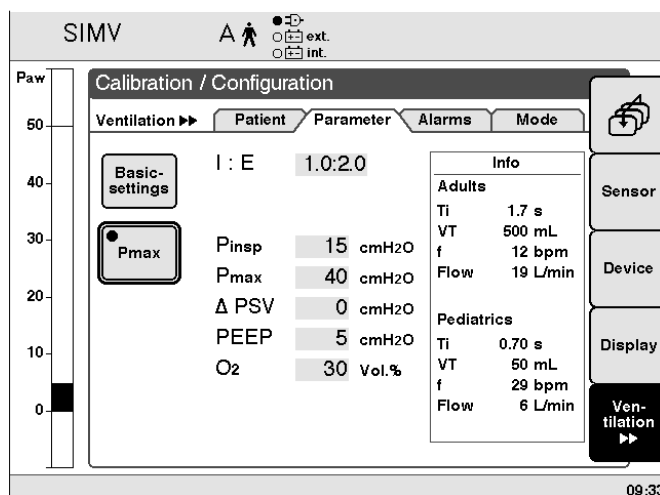 SIMV
A
ext.
int.
Paw
50
40
30
20
10
0
Calibration / Configuration
Ventilation ▶▶
Patient
Parameter
Alarms
Mode
Basic-
settings
Pmax
I : E 1.0:2.0
Pinsp 15 cmH2O
Pmax 40 cmH2O
Δ PSV 0 cmH2O
PEEP 5 cmH2O
O2 30 Vol.%
Info
Adults
Ti 1.7 s
VT 500 mL
f 12 bpm
Flow 19 L/min
Pediatrics
Ti 0.70 s
VT 50 mL
f 29 bpm
Flow 6 L/min
Sensor
Device
Display
Ven-
tilation
▶▶
09:33